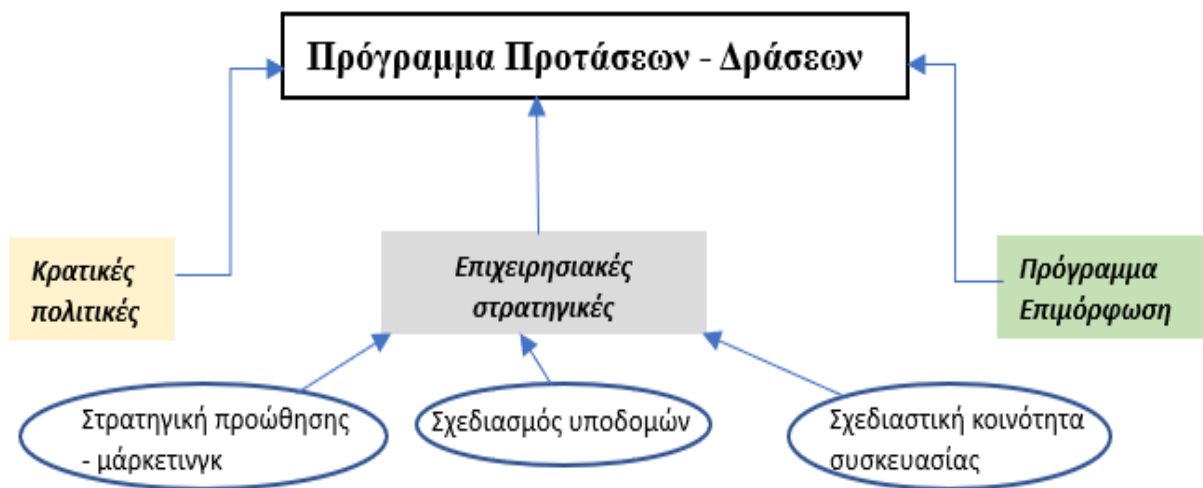 Πρόγραμμα Προτάσεων - Δράσεων
Κρατικές
πολιτικές
Επιχειρησιακές
στρατηγικές
Πρόγραμμα
Επιμόρφωση
Στρατηγική προώθησης
- μάρκετινγκ
Σχεδιασμός υποδομών
Σχεδιαστική κοινότητα
συσκευασίας